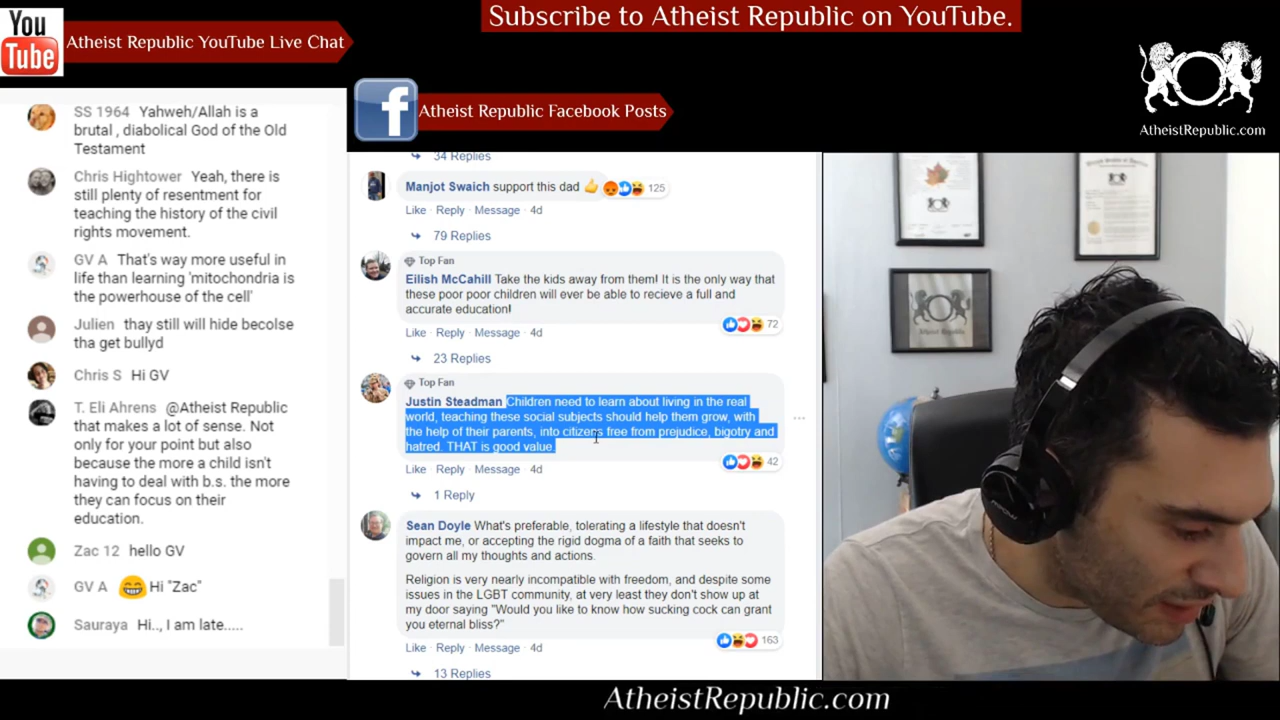 Subscribe to Atheist Republic on YouTube.
You
Tube
Atheist Republic YouTube Live Chat
AtheistRepublic.com
f
Atheist Republic Facebook Posts
SS 1964 Yahweh/Allah is a
brutal , diabolical God of the Old
Testament
Chris Hightower Yeah, there is
still plenty of resentment for
teaching the history of the civil
rights movement.
GV A That's way more useful in
life than learning 'mitochondria is
the powerhouse of the cell'
Julien thay still will hide becolse
tha get bullyd
Chris S Hi GV
T. Eli Ahrens @Atheist Republic
that makes a lot of sense. Not
only for your point but also
because the more a child isn't
having to deal with b.s. the more
they can focus on their
education.
Zac 12 hello GV
GV A 😁 Hi "Zac"
Sauraya Hi.., I am late.....
34 Replies
Manjot Swaich support this dad 👍 125
Like · Reply · Message · 4d
79 Replies
Top Fan
Eilish McCahill Take the kids away from them! It is the only way that
these poor poor children will ever be able to recieve a full and
accurate education!
72
Like · Reply · Message · 4d
23 Replies
Top Fan
Justin Steadman Children need to learn about living in the real
world, teaching these social subjects should help them grow, with
the help of their parents, into citizens free from prejudice, bigotry and
hatred. THAT is good value.
42
Like · Reply · Message · 4d
1 Reply
Sean Doyle What's preferable, tolerating a lifestyle that doesn't
impact me, or accepting the rigid dogma of a faith that seeks to
govern all my thoughts and actions.
Religion is very nearly incompatible with freedom, and despite some
issues in the LGBT community, at very least they don't show up at
my door saying "Would you like to know how sucking cock can grant
you eternal bliss?"
163
Like · Reply · Message · 4d
13 Replies
Atheist Republic
AtheistRepublic.com